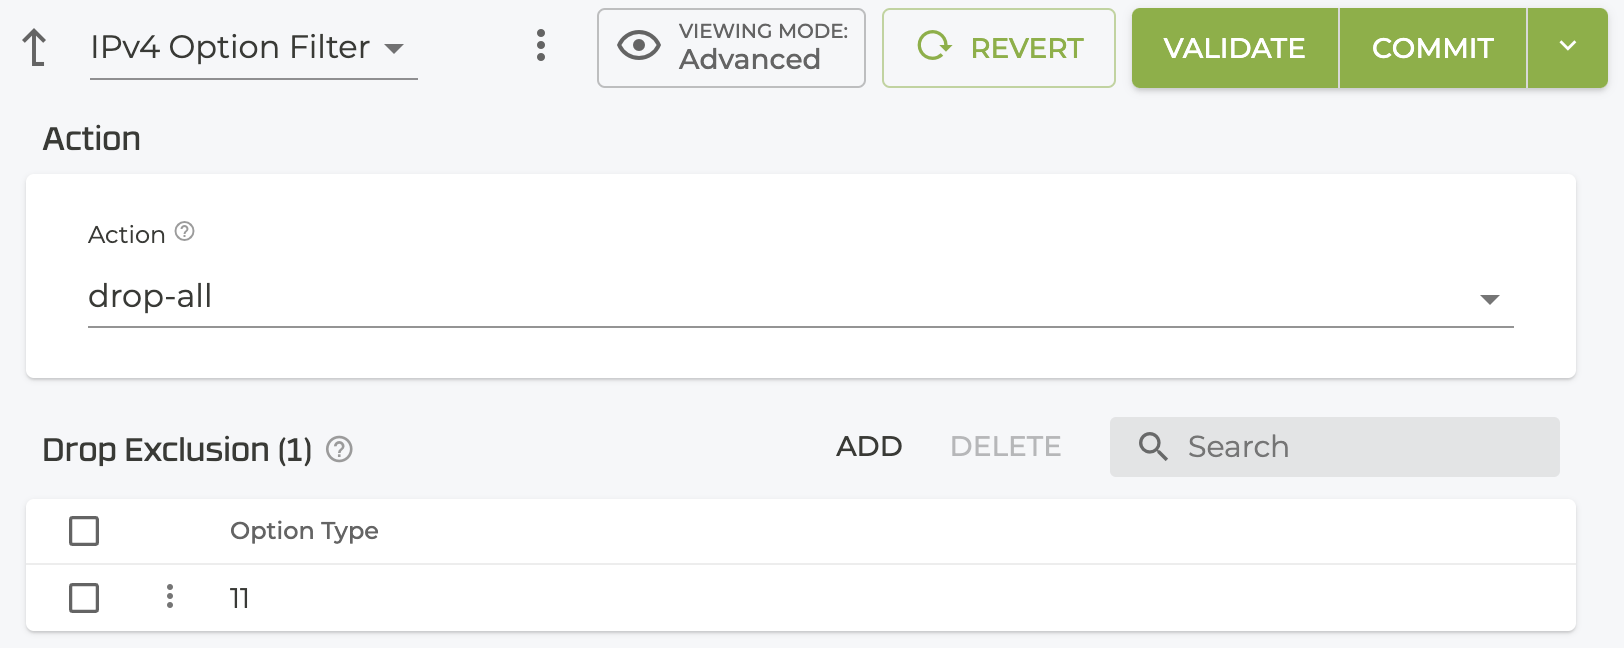 IPv4 Option Filter
VIEWING MODE:
Advanced
REVERT
VALIDATE
COMMIT
Action
Action
drop-all
Drop Exclusion (1)
ADD
DELETE
Search
Option Type
11